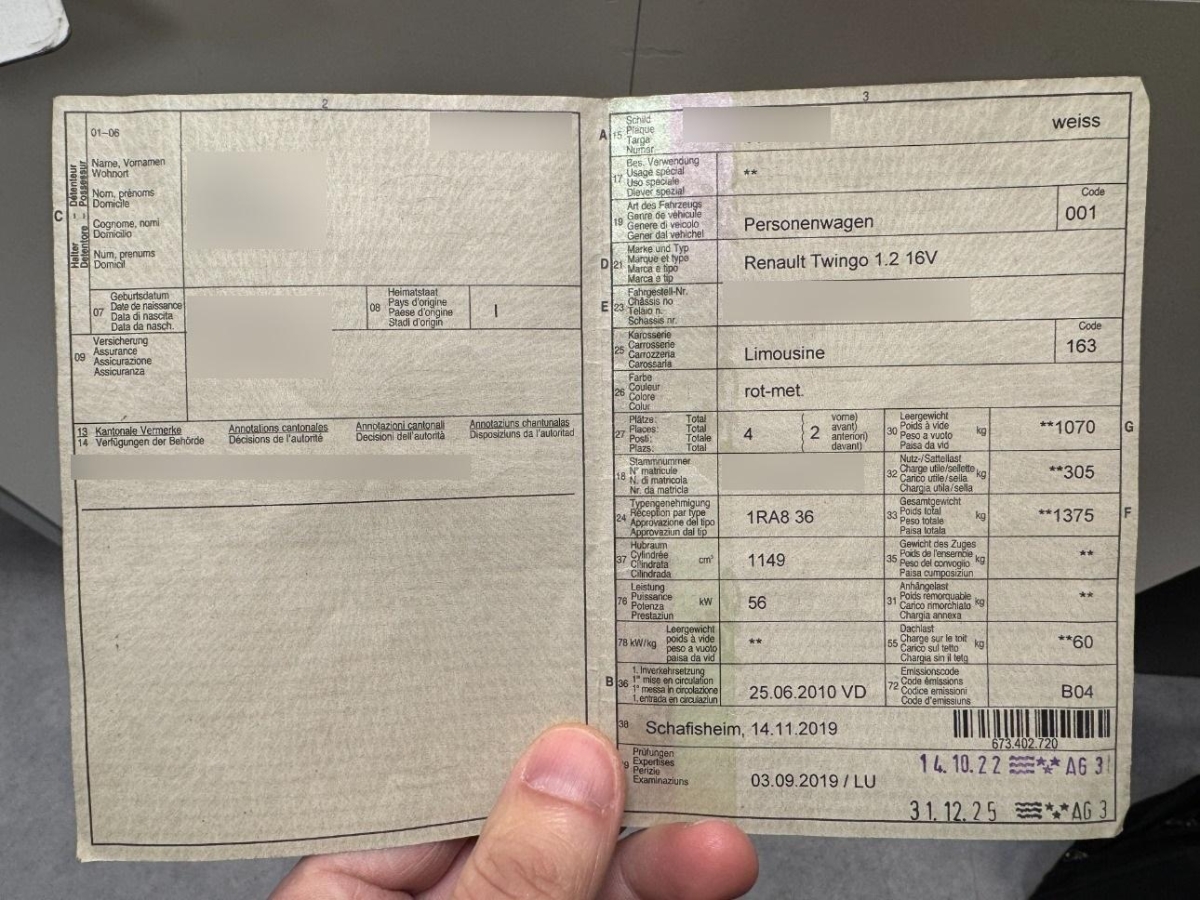 2
01–06
Name, Vornamen
Wohnort
Nom, prénoms
Domicile
Cognome, nomi
Domicilio
Num, prenums
Domicil
C
Halter – Détenteur
Detentore – Possessur
07
Geburtsdatum
Date de naissance
Data di nascita
Data da nasch.
08
Heimatstaat
Pays d'origine
Paese d'origine
Stadi d'origin
I
09
Versicherung
Assurance
Assicurazione
Assicuranza
13 Kantonale Vermerke Annotations cantonales Annotazioni cantonali Annotaziuns chantunalas
14 Verfügungen der Behörde Décisions de l'autorité Decisioni dell'autorità Disposiziuns da l'autoritad
3
A 15
Schild
Plaque
Targa
Numer
weiss
17
Bes. Verwendung
Usage spécial
Uso speciale
Diever spezial
**
19
Art des Fahrzeugs
Genre de véhicule
Genere di veicolo
Gener dal vehichel
Personenwagen
Code
001
D 21
Marke und Typ
Marque et type
Marca e tipo
Marca e tip
Renault Twingo 1.2 16V
E 23
Fahrgestell-Nr.
Châssis no
Telaio n.
Schassis nr.
25
Karosserie
Carrosserie
Carrozzeria
Carossaria
Limousine
Code
163
26
Farbe
Couleur
Colore
Colur
rot-met.
27
Plätze: Total
Places: Total
Posti: Totale
Plazs: Total
4
2
vorne)
avant)
anteriori)
davant)
30
Leergewicht
Poids à vide
Peso a vuoto
Paisa da vid
kg
**1070
G
18
Stammnummer
N° matricule
N. di matricola
Nr. da matricla
32
Nutz-/Sattellast
Charge utile/sellette
Carico utile/sella
Chargia utila/sella
kg
**305
24
Typengenehmigung
Réception par type
Approvazione del tipo
Approvaziun dal tip
1RA8 36
33
Gesamtgewicht
Poids total
Peso totale
Paisa totala
kg
**1375
F
37
Hubraum
Cylindrée
Cilindrata
Cilindrada
cm³
1149
35
Gewicht des Zuges
Poids de l'ensemble
Peso del convoglio
Paisa cumposiziun
kg
**
76
Leistung
Puissance
Potenza
Prestaziun
kW
56
31
Anhängelast
Poids remorquable
Carico rimorchiato
Chargia annexa
kg
**
78 kW/kg
Leergewicht
poids à vide
peso a vuoto
paisa da vid
**
55
Dachlast
Charge sur le toit
Carico sul tetto
Chargia sin il tetg
kg
**60
B 36
1. Inverkehrsetzung
1re mise en circulation
1a messa in circolazione
1. entrada en circulaziun
25.06.2010 VD
72
Emissionscode
Code émissions
Codice emissioni
Code d'emissiuns
B04
38
Schafisheim, 14.11.2019
673.402.720
Prüfungen
Expertises
Perizie
Examinaziuns
03.09.2019 / LU
14.10.22 AG 3
31.12.25 AG 3